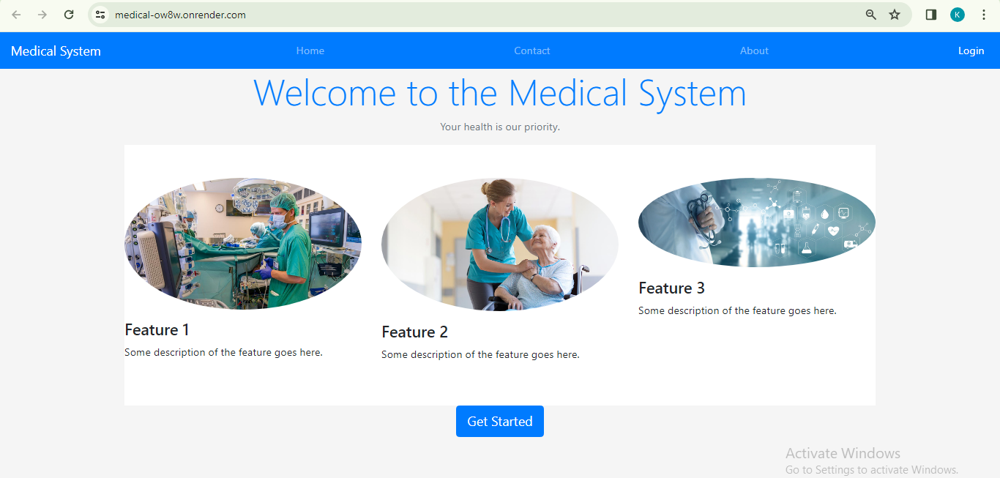 medical-ow8w.onrender.com
K
Medical System Home Contact About Login
Welcome to the Medical System
Your health is our priority.
Feature 1
Some description of the feature goes here.
Feature 2
Some description of the feature goes here.
Feature 3
Some description of the feature goes here.
Get Started
Activate Windows
Go to Settings to activate Windows.